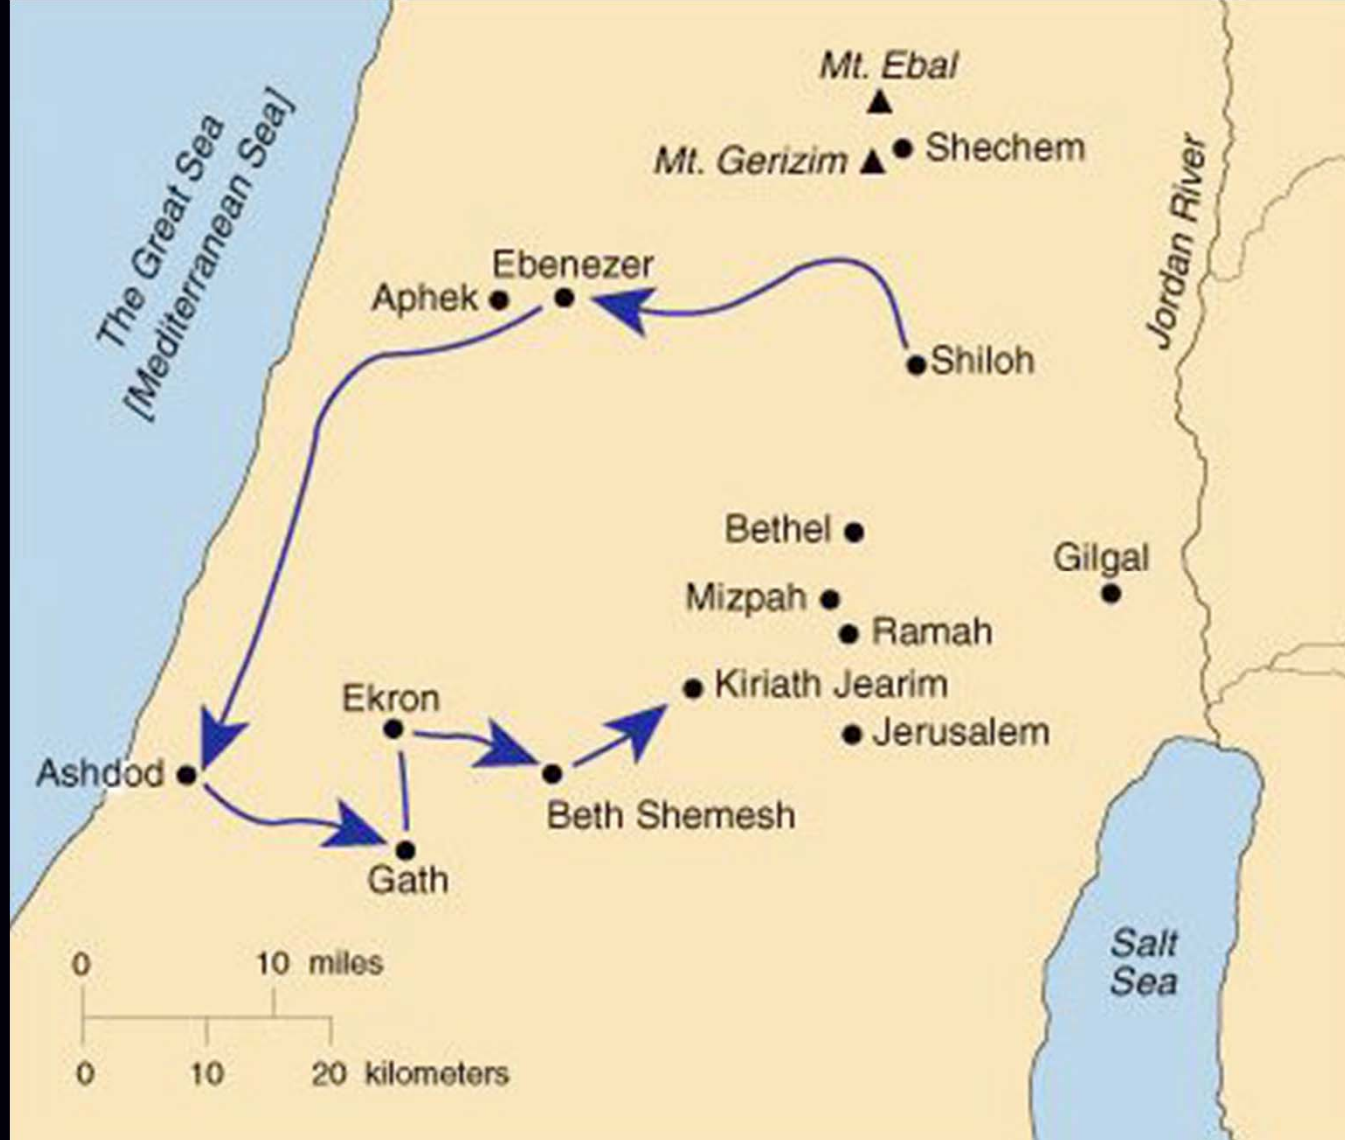 Mt. Ebal
Mt. Gerizim
Shechem
The Great Sea
[Mediterranean Sea]
Jordan River
Ebenezer
Aphek
Shiloh
Bethel
Gilgal
Mizpah
Ramah
Ekron
Kiriath Jearim
Jerusalem
Ashdod
Beth Shemesh
Gath
Salt
Sea
0 10 miles
0 10 20 kilometers